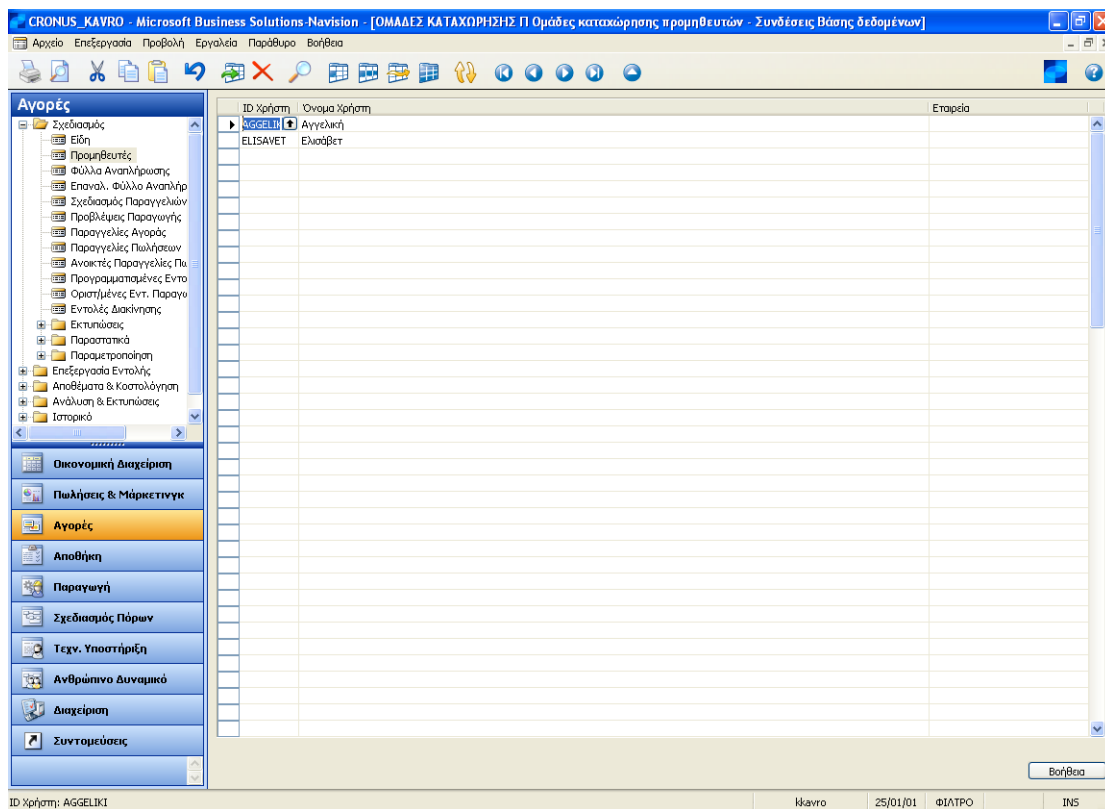 CRONUS_KAVRO - Microsoft Business Solutions-Navision - [ΟΜΑΔΕΣ ΚΑΤΑΧΩΡΗΣΗΣ Π Ομάδες καταχώρησης προμηθευτών - Συνδέσεις Βάσης δεδομένων]
Αρχείο Επεξεργασία Προβολή Εργαλεία Παράθυρο Βοήθεια
Αγορές
Σχεδιασμός
Είδη
Προμηθευτές
Φύλλα Αναπλήρωσης
Επαναλ. Φύλλο Αναπλήρ
Σχεδιασμός Παραγγελιών
Προβλέψεις Παραγωγής
Παραγγελίες Αγοράς
Παραγγελίες Πωλήσεων
Ανοικτές Παραγγελίες Πω
Προγραμματισμένες Εντο
Οριστ/μένες Εντ. Παραγω
Εντολές Διακίνησης
Εκτυπώσεις
Παραστατικά
Παραμετροποίηση
Επεξεργασία Εντολής
Αποθέματα & Κοστολόγηση
Ανάλυση & Εκτυπώσεις
Ιστορικό
Οικονομική Διαχείριση
Πωλήσεις & Μάρκετινγκ
Αγορές
Αποθήκη
Παραγωγή
Σχεδιασμός Πόρων
Τεχν. Υποστήριξη
Ανθρώπινο Δυναμικό
Διαχείριση
Συντομεύσεις
ID Χρήστη Όνομα Χρήστη Εταιρεία
AGGELIK Αγγελική
ELISAVET Ελισάβετ
Βοήθεια
ID Χρήστη: AGGELIKI kkavro 25/01/01 ΦΙΛΤΡΟ INS